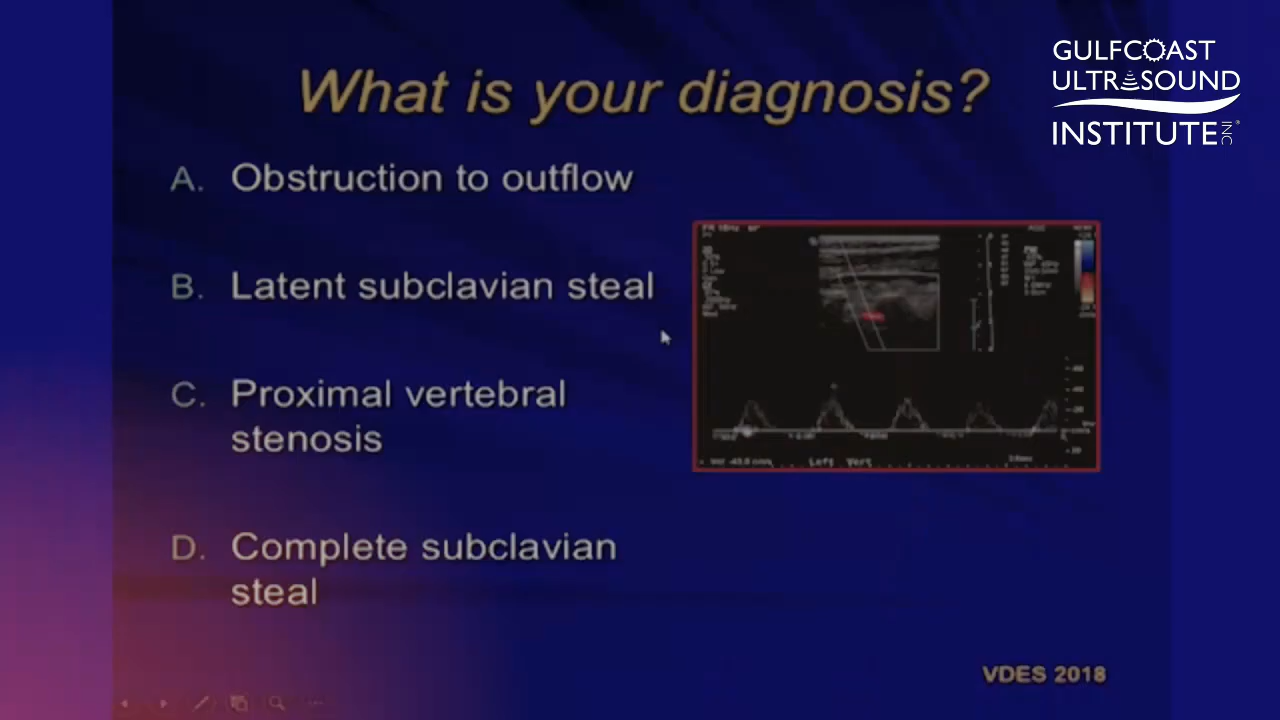 GULFCOAST
ULTRASOUND
INSTITUTE INC
What is your diagnosis?
A. Obstruction to outflow
B. Latent subclavian steal
C. Proximal vertebral
stenosis
D. Complete subclavian
steal
Left Vert
VDES 2018